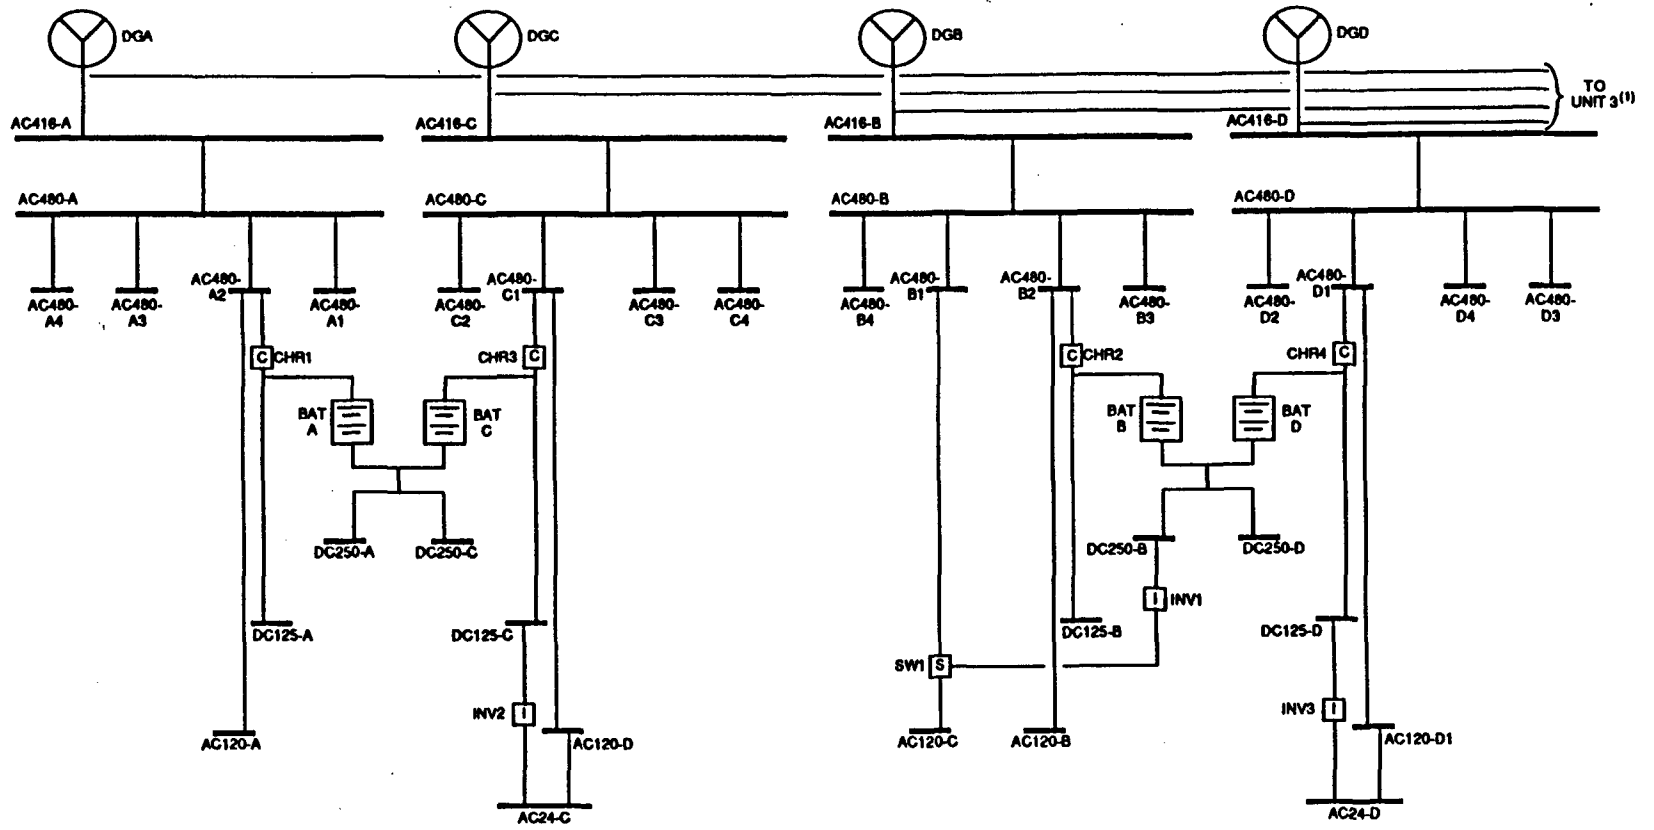 DGA
DGC
DGB
DGD
TO
UNIT 3(1)
AC416-A
AC416-C
AC416-B
AC416-D
AC480-A
AC480-C
AC480-B
AC480-D
AC480-
A4
AC480-
A3
AC480-
A2
AC480-
A1
AC480-
C2
AC480-
C1
AC480-
C3
AC480-
C4
AC480-
B4
AC480-
B1
AC480-
B2
AC480-
B3
AC480-
D2
AC480-
D1
AC480-
D4
AC480-
D3
C CHR1
CHR3 C
C CHR2
CHR4 C
BAT
A
BAT
C
BAT
B
BAT
D
DC250-A
DC250-C
DC250-B
DC250-D
I INV1
DC125-A
DC125-C
DC125-B
DC125-D
SW1 S
INV2 I
INV3 I
AC120-A
AC120-D
AC120-C
AC120-B
AC120-D1
AC24-C
AC24-D